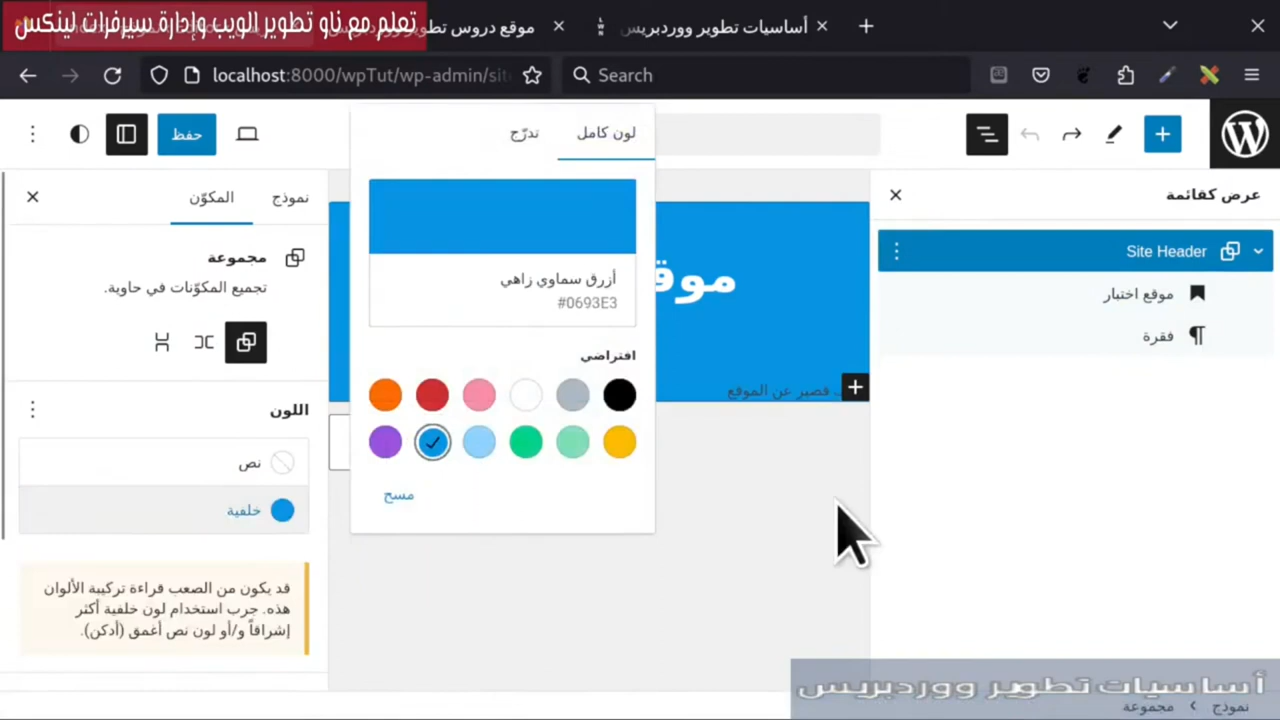 تعلم مع ناو تطوير الويب وإدارة سيرفرات لينكس
موقع دروس تطوير
أساسيات تطوير ووردبريس
localhost:8000/wpTut/wp-admin/sit
Search
حفظ
لون كامل
تدرّج
عرض كقائمة
نموذج
المكوّن
Site Header
موقع اختبار
فقرة
مجموعة
تجميع المكوّنات في حاوية.
موق
قصير عن الموقع
أزرق سماوي زاهي
#0693E3
افتراضي
مسح
اللون
نص
خلفية
قد يكون من الصعب قراءة تركيبة الألوان
هذه. جرب استخدام لون خلفية أكثر
إشراقاً و/أو لون نص أغمق (أدكن).
أساسيات تطوير ووردبريس
نموذج
مجموعة